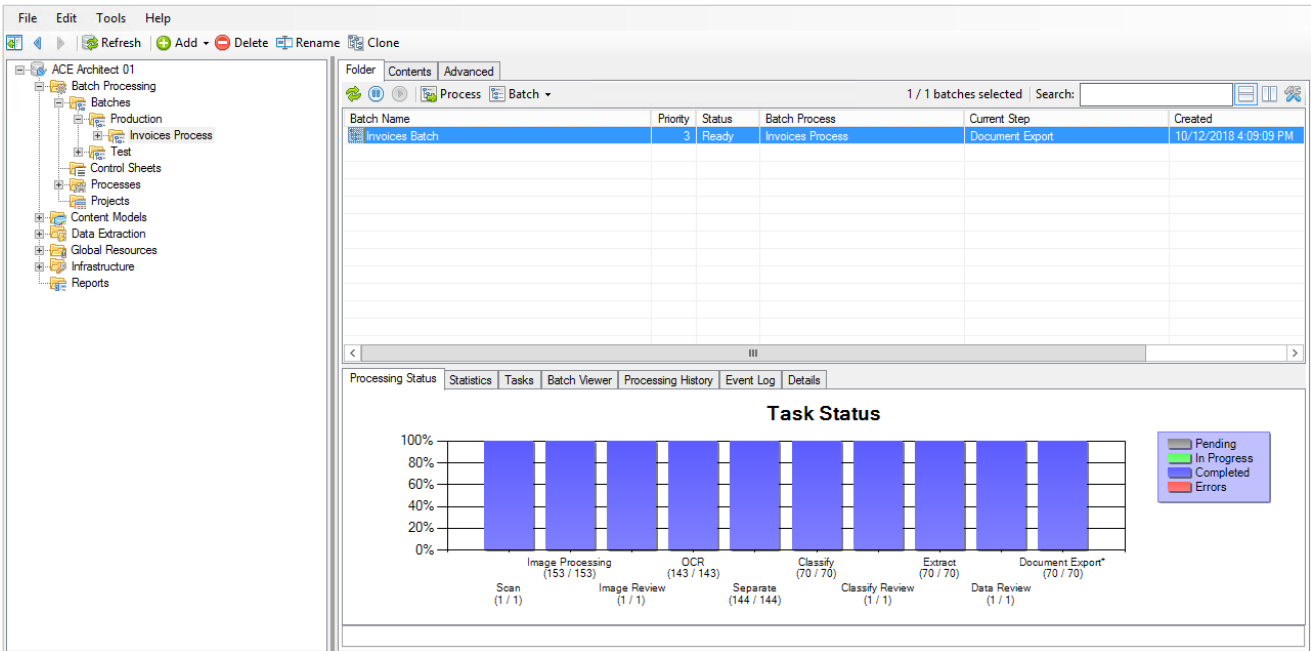 File Edit Tools Help
Refresh Add Delete Rename Clone
ACE Architect 01
Batch Processing
Batches
Production
Invoices Process
Test
Control Sheets
Processes
Projects
Content Models
Data Extraction
Global Resources
Infrastructure
Reports
Folder Contents Advanced
Process Batch 1 / 1 batches selected Search:
Batch Name Priority Status Batch Process Current Step Created
Invoices Batch 3 Ready Invoices Process Document Export 10/12/2018 4:09:09 PM
Processing Status Statistics Tasks Batch Viewer Processing History Event Log Details
Task Status
100%
80%
60%
40%
20%
0%
Image Processing OCR Classify Extract Document Export*
(153 / 153) (143 / 143) (70 / 70) (70 / 70) (70 / 70)
Scan Image Review Separate Classify Review Data Review
(1 / 1) (1 / 1) (144 / 144) (1 / 1) (1 / 1)
Pending
In Progress
Completed
Errors